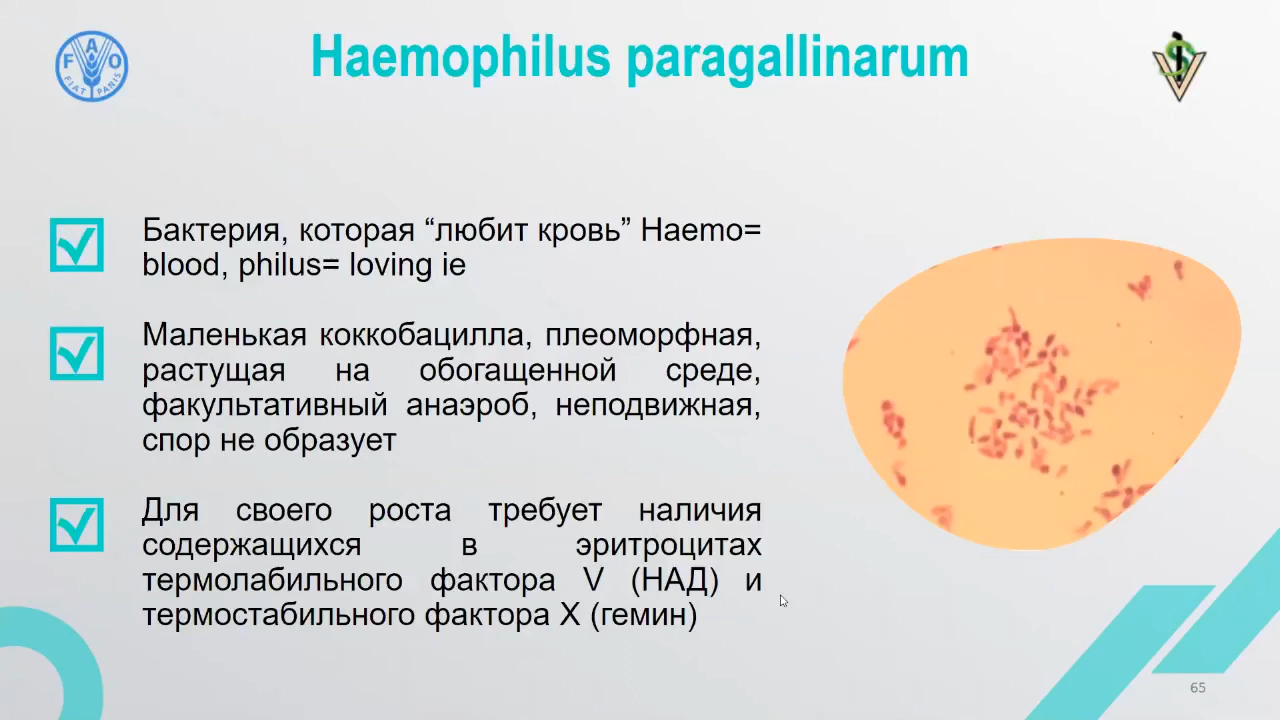 Haemophilus paragallinarum
F A O
FIAT PANIS
Бактерия, которая “любит кровь” Haemo=
blood, philus= loving ie
Маленькая коккобацилла, плеоморфная,
растущая на обогащенной среде,
факультативный анаэроб, неподвижная,
спор не образует
Для своего роста требует наличия
содержащихся в эритроцитах
термолабильного фактора V (НАД) и
термостабильного фактора X (гемин)
65